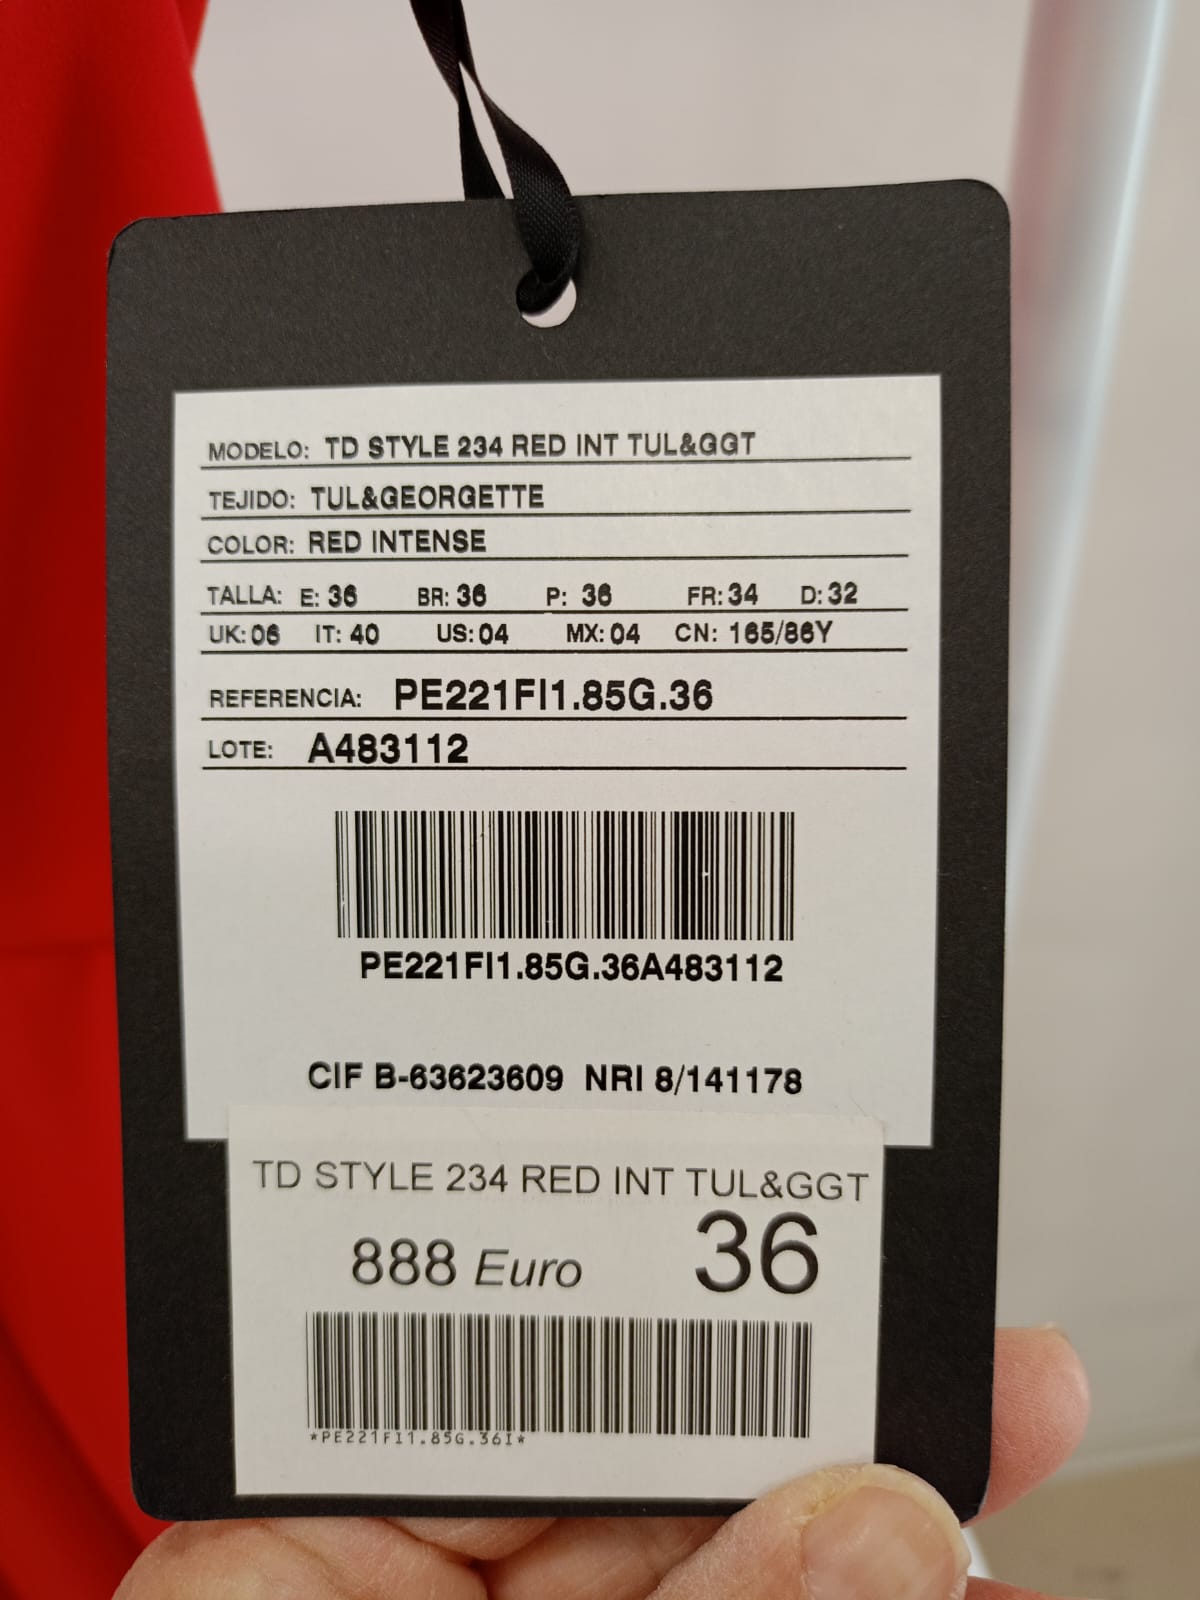 MODELO: TD STYLE 234 RED INT TUL&GGT
TEJIDO: TUL&GEORGETTE
COLOR: RED INTENSE
TALLA: E: 36 BR: 36 P: 36 FR: 34 D: 32
UK: 06 IT: 40 US: 04 MX: 04 CN: 165/86Y
REFERENCIA: PE221FI1.85G.36
LOTE: A483112
PE221FI1.85G.36A483112
CIF B-63623609 NRI 8/141178
TD STYLE 234 RED INT TUL&GGT
888 Euro 36
*PE221FI1.85G.36I*